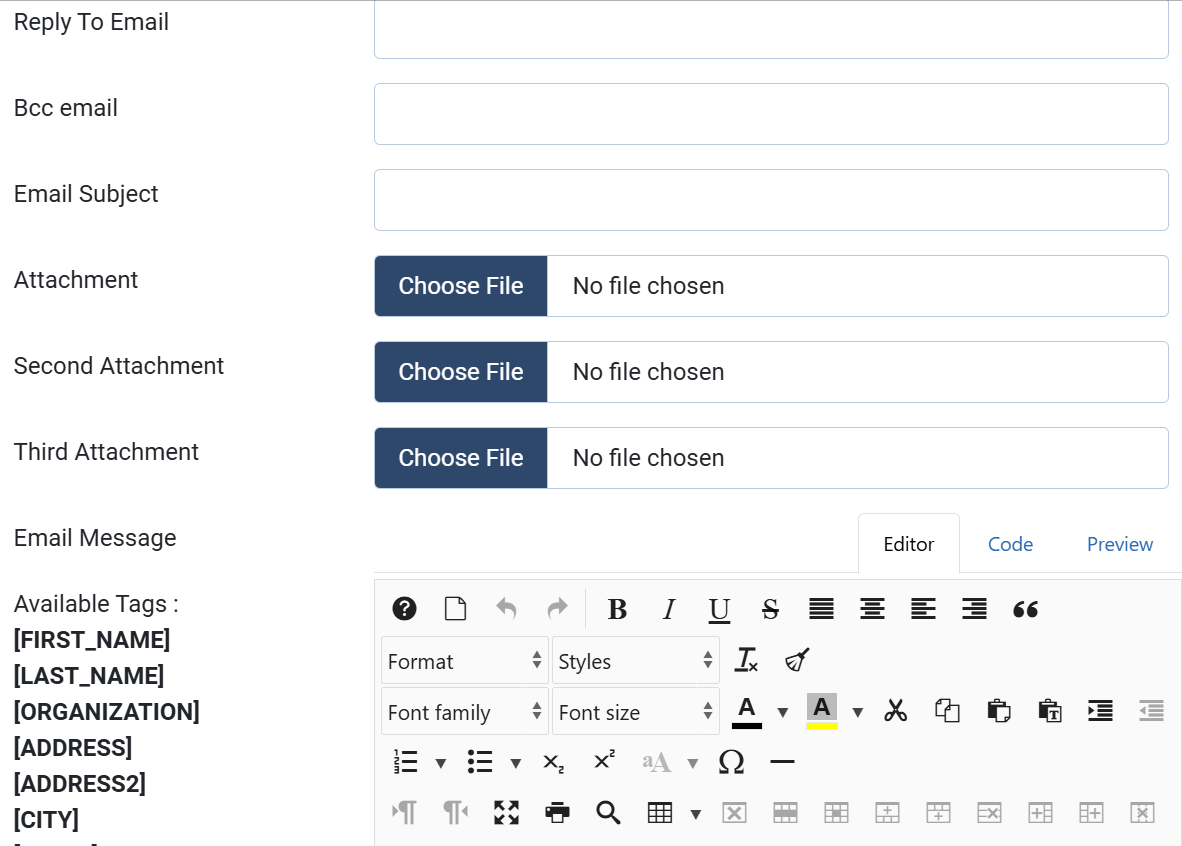 Reply To Email
Bcc email
Email Subject
Attachment
Choose File No file chosen
Second Attachment
Choose File No file chosen
Third Attachment
Choose File No file chosen
Email Message
Editor Code Preview
Available Tags :
[FIRST_NAME]
[LAST_NAME]
[ORGANIZATION]
[ADDRESS]
[ADDRESS2]
[CITY]
Format Styles
Font family Font size